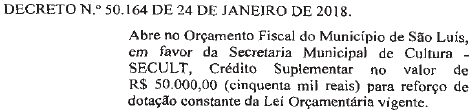 DECRETO N.º 50.164 DE 24 DE JANEIRO DE 2018.
Abre no Orçamento Fiscal do Município de São Luís,
em favor da Secretaria Municipal de Cultura -
SECULT, Crédito Suplementar no valor de
R$ 50.000,00 (cinquenta mil reais) para reforço de
dotação constante da Lei Orçamentária vigente.